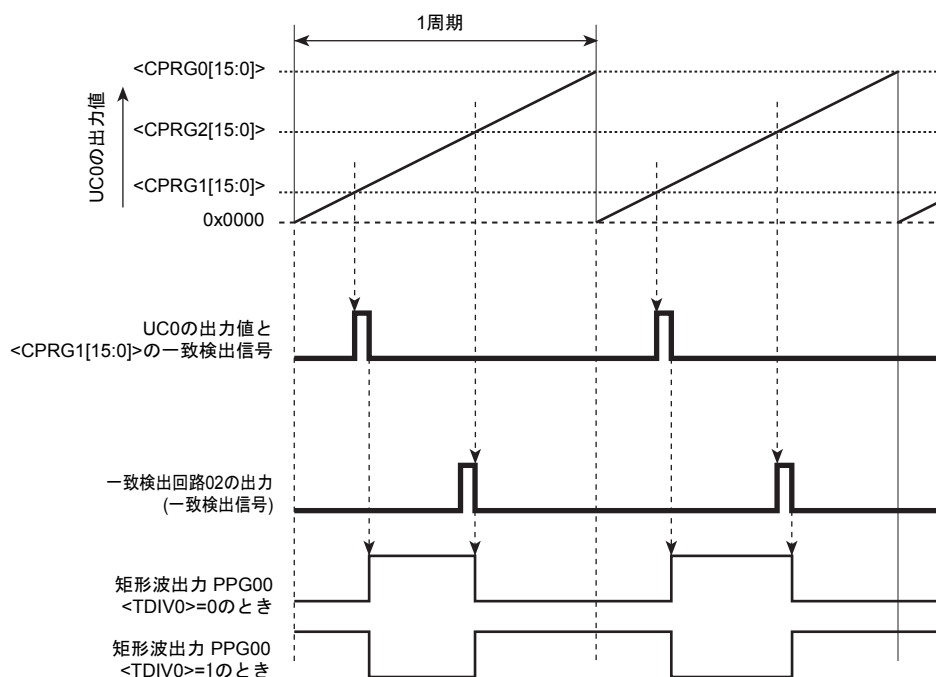 1周期
<CPRG0[15:0]>
<CPRG2[15:0]>
<CPRG1[15:0]>
0x0000
UC0の出力値
UC0の出力値と
<CPRG1[15:0]>の一致検出信号
一致検出回路02の出力
(一致検出信号)
矩形波出力 PPG00
<TDIV0>=0のとき
矩形波出力 PPG00
<TDIV0>=1のとき